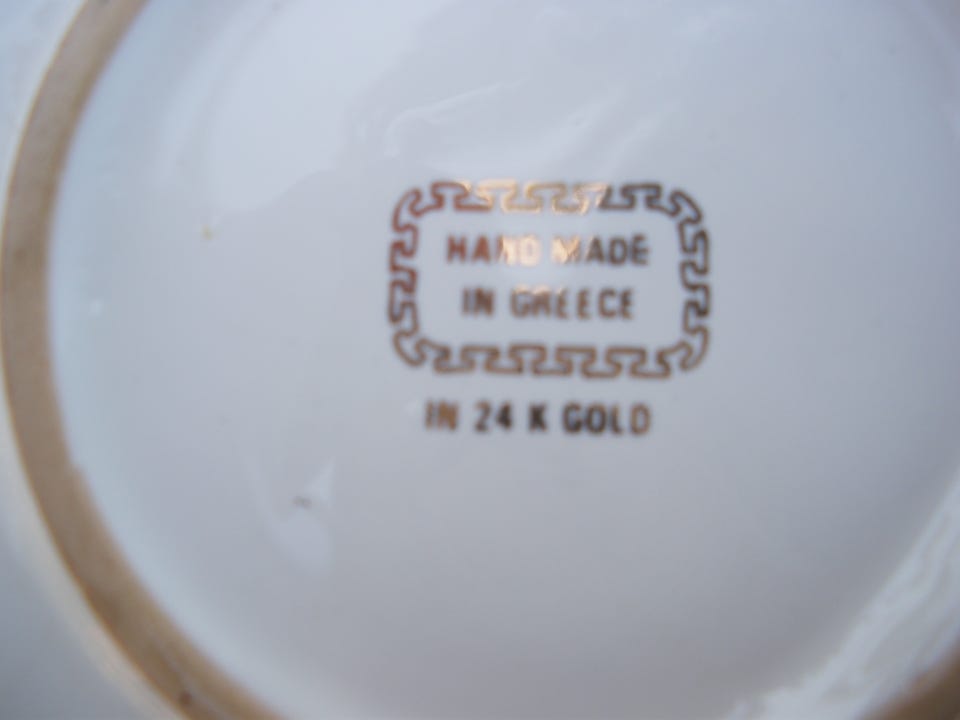 HAND MADE
IN GREECE
IN 24 K GOLD